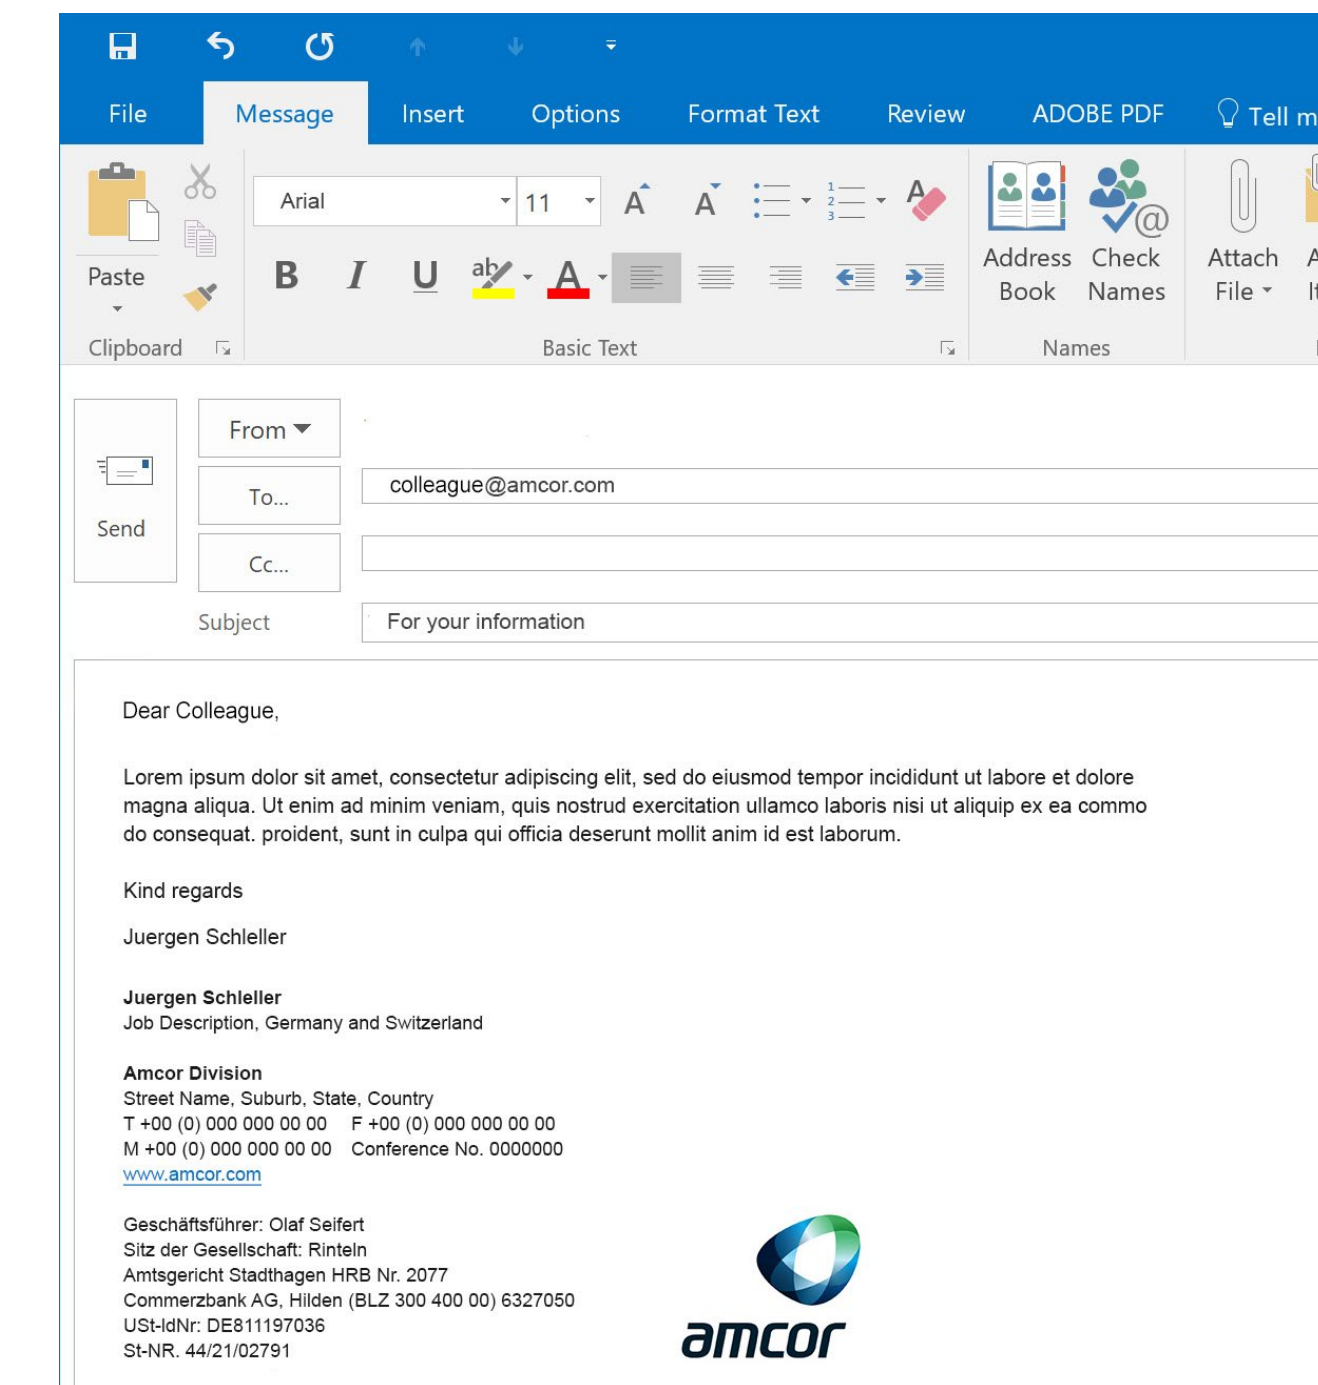 File Message Insert Options Format Text Review ADOBE PDF Tell m
Arial 11
Paste
Address Book Check Names Attach File
Clipboard Basic Text Names
From
To... colleague@amcor.com
Send
Cc...
Subject For your information
Dear Colleague,
Lorem ipsum dolor sit amet, consectetur adipiscing elit, sed do eiusmod tempor incididunt ut labore et dolore
magna aliqua. Ut enim ad minim veniam, quis nostrud exercitation ullamco laboris nisi ut aliquip ex ea commo
do consequat. proident, sunt in culpa qui officia deserunt mollit anim id est laborum.
Kind regards
Juergen Schleller
Juergen Schleller
Job Description, Germany and Switzerland
Amcor Division
Street Name, Suburb, State, Country
T +00 (0) 000 000 00 00 F +00 (0) 000 000 00 00
M +00 (0) 000 000 00 00 Conference No. 0000000
www.amcor.com
Geschäftsführer: Olaf Seifert
Sitz der Gesellschaft: Rinteln
Amtsgericht Stadthagen HRB Nr. 2077
Commerzbank AG, Hilden (BLZ 300 400 00) 6327050
USt-IdNr: DE811197036
St-NR. 44/21/02791
amcor